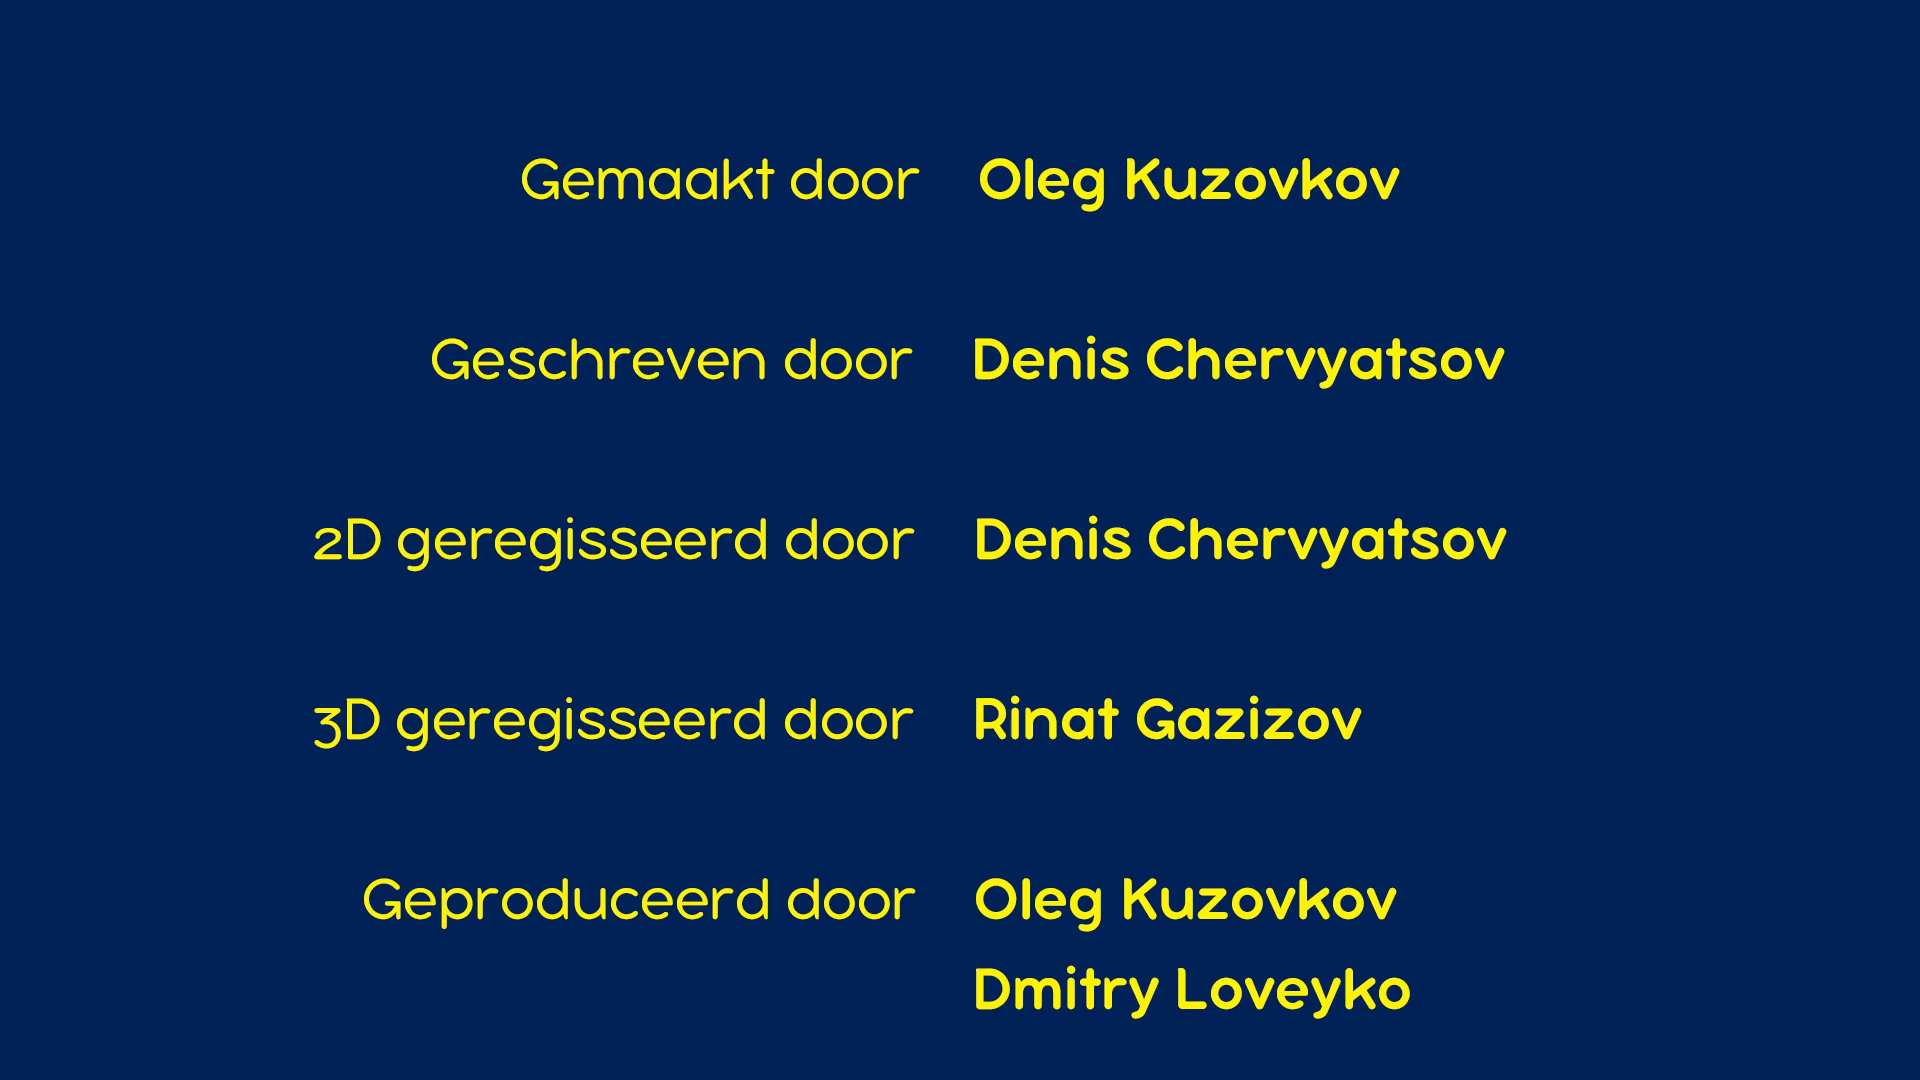 Gemaakt door Oleg Kuzovkov
Geschreven door Denis Chervyatsov
2D geregisseerd door Denis Chervyatsov
3D geregisseerd door Rinat Gazizov
Geproduceerd door Oleg Kuzovkov
Dmitry Loveyko